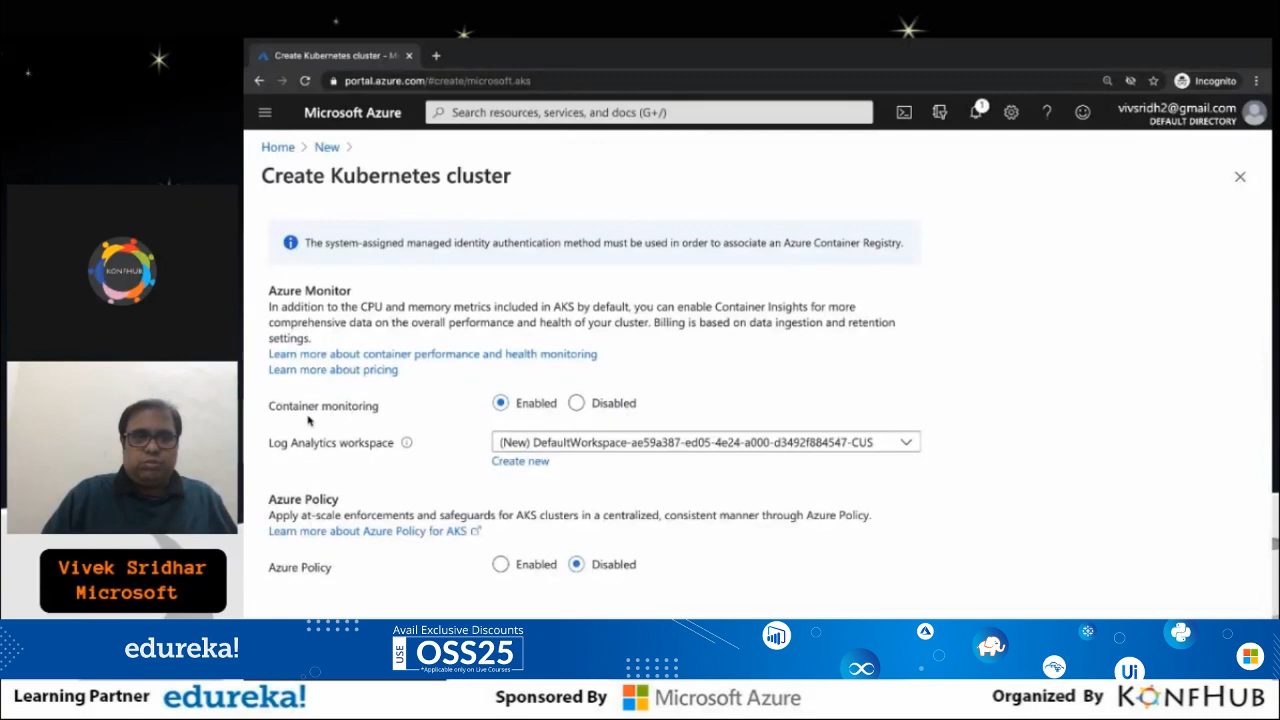 Create Kubernetes cluster - M
portal.azure.com/#create/microsoft.aks
Incognito
Microsoft Azure
Search resources, services, and docs (G+/)
1
vivsridh2@gmail.com
DEFAULT DIRECTORY
Home > New >
Create Kubernetes cluster
The system-assigned managed identity authentication method must be used in order to associate an Azure Container Registry.
Azure Monitor
In addition to the CPU and memory metrics included in AKS by default, you can enable Container Insights for more
comprehensive data on the overall performance and health of your cluster. Billing is based on data ingestion and retention
settings.
Learn more about container performance and health monitoring
Learn more about pricing
Container monitoring
Enabled Disabled
Log Analytics workspace
(New) DefaultWorkspace-ae59a387-ed05-4e24-a000-d3492f884547-CUS
Create new
Azure Policy
Apply at-scale enforcements and safeguards for AKS clusters in a centralized, consistent manner through Azure Policy.
Learn more about Azure Policy for AKS
Azure Policy
Enabled Disabled
KONFHUB
Vivek Sridhar
Microsoft
edureka!
Avail Exclusive Discounts
USE OSS25
*Applicable only on Live Courses
Ui
Learning Partner edureka!
Sponsored By Microsoft Azure
Organized By KONFHUB